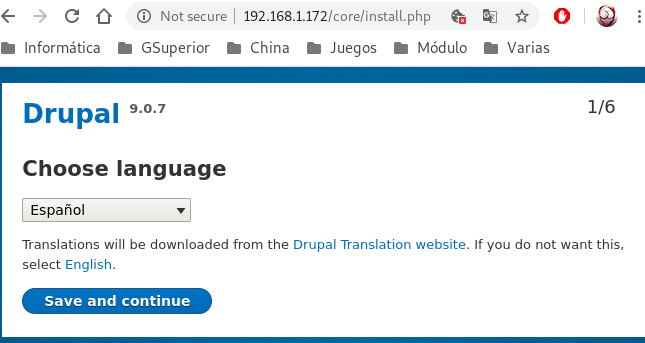 Not secure | 192.168.1.172/core/install.php
Informática GSuperior China Juegos Módulo Varias
Drupal 9.0.7 1/6
Choose language
Español
Translations will be downloaded from the Drupal Translation website. If you do not want this,
select English.
Save and continue